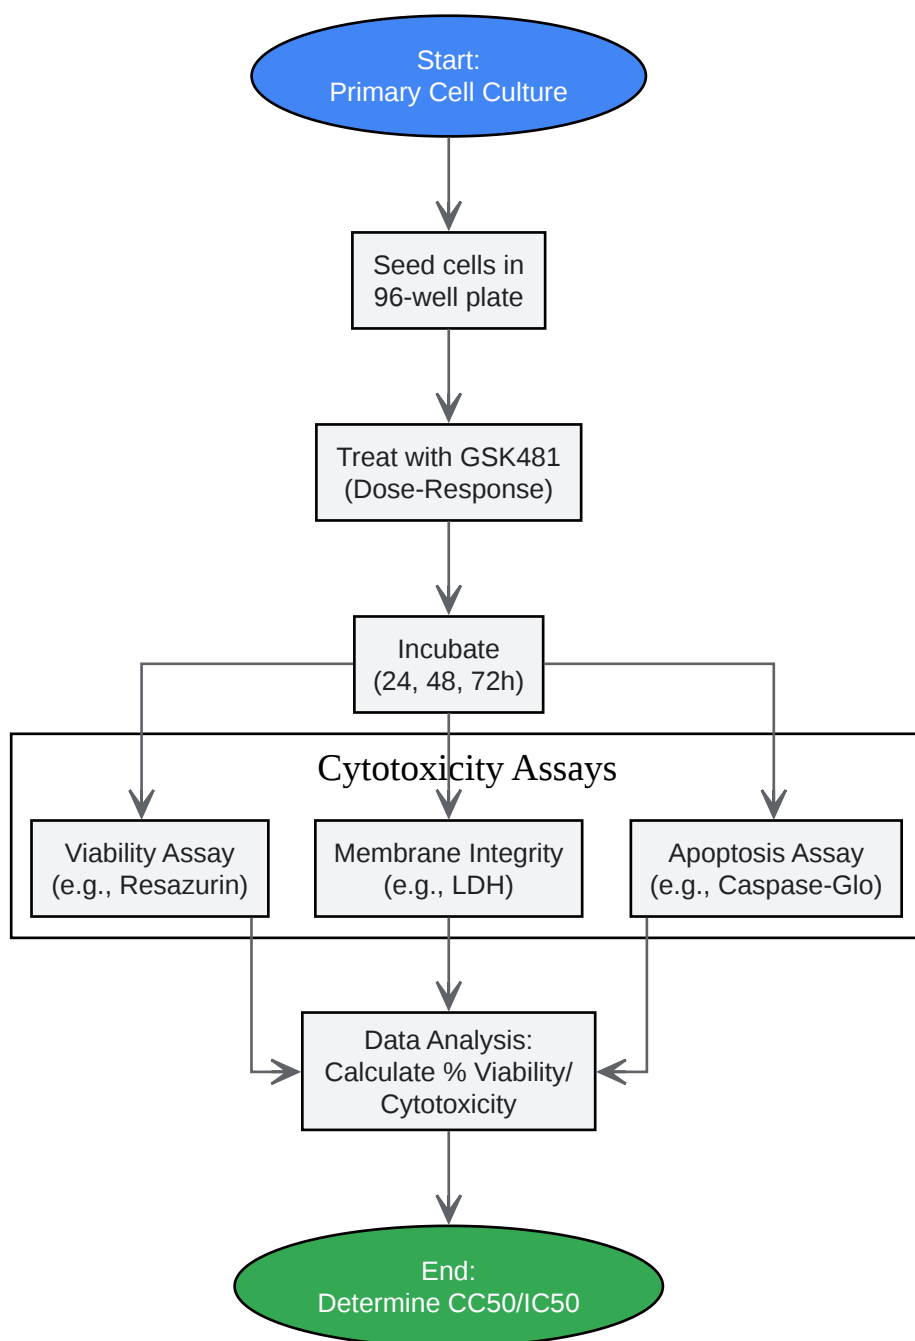 Start:
Primary Cell Culture
Seed cells in
96-well plate
Treat with GSK481
(Dose-Response)
Incubate
(24, 48, 72h)
Cytotoxicity Assays
Viability Assay
(e.g., Resazurin)
Membrane Integrity
(e.g., LDH)
Apoptosis Assay
(e.g., Caspase-Glo)
Data Analysis:
Calculate % Viability/
Cytotoxicity
End:
Determine CC50/IC50